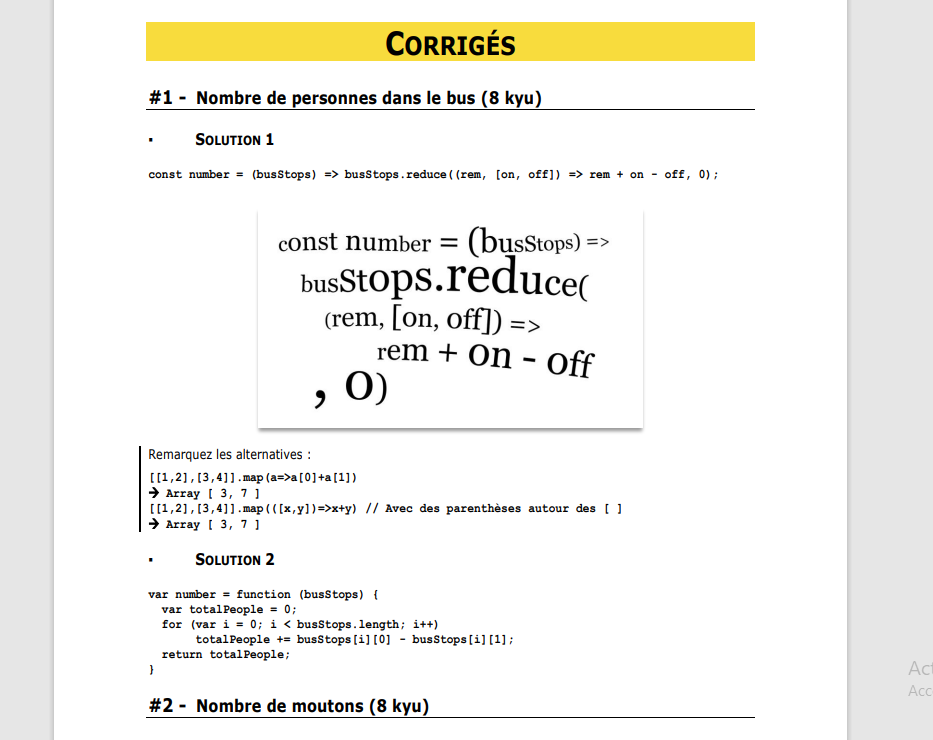 CORRIGÉS
#1 - Nombre de personnes dans le bus (8 kyu)
▪ SOLUTION 1
const number = (busStops) => busStops.reduce((rem, [on, off]) => rem + on - off, 0);
const number = (busStops) =>
busStops.reduce(
(rem, [on, off]) =>
rem + on - off
, 0)
Remarquez les alternatives :
[[1,2],[3,4]].map(a=>a[0]+a[1])
→ Array [ 3, 7 ]
[[1,2],[3,4]].map(([x,y])=>x+y) // Avec des parenthèses autour des [ ]
→ Array [ 3, 7 ]
▪ SOLUTION 2
var number = function (busStops) {
var totalPeople = 0;
for (var i = 0; i < busStops.length; i++)
totalPeople += busStops[i][0] - busStops[i][1];
return totalPeople;
}
#2 - Nombre de moutons (8 kyu)
Act
Acc